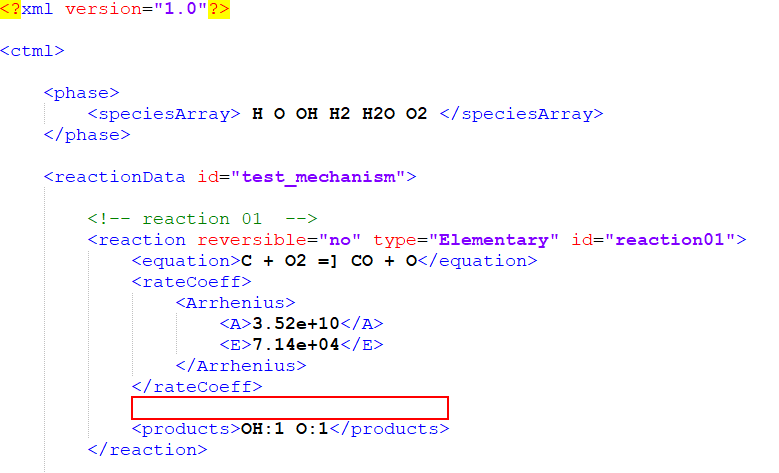 <?xml version="1.0"?>
<ctml>
<phase>
<speciesArray> H O OH H2 H2O O2 </speciesArray>
</phase>
<reactionData id="test_mechanism">
<!-- reaction 01  -->
<reaction reversible="no" type="Elementary" id="reaction01">
<equation>C + O2 =] CO + O</equation>
<rateCoeff>
<Arrhenius>
<A>3.52e+10</A>
<E>7.14e+04</E>
</Arrhenius>
</rateCoeff>
<products>OH:1 O:1</products>
</reaction>